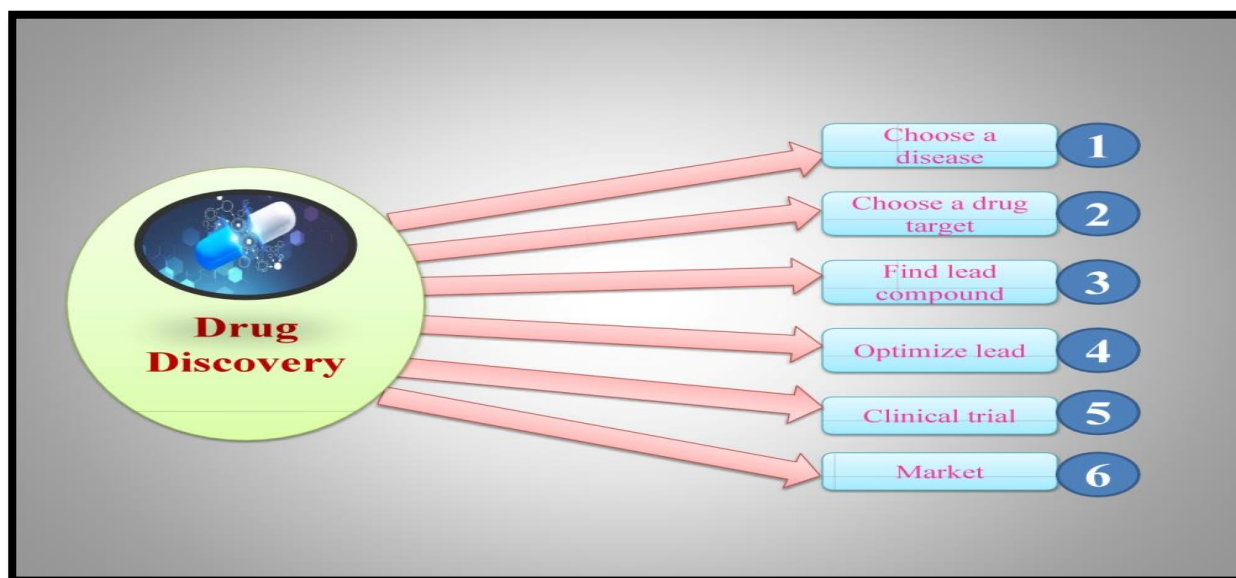 Drug
Discovery
Choose a
disease
1
Choose a drug
target
2
Find lead
compound
3
Optimize lead
4
Clinical trial
5
Market
6